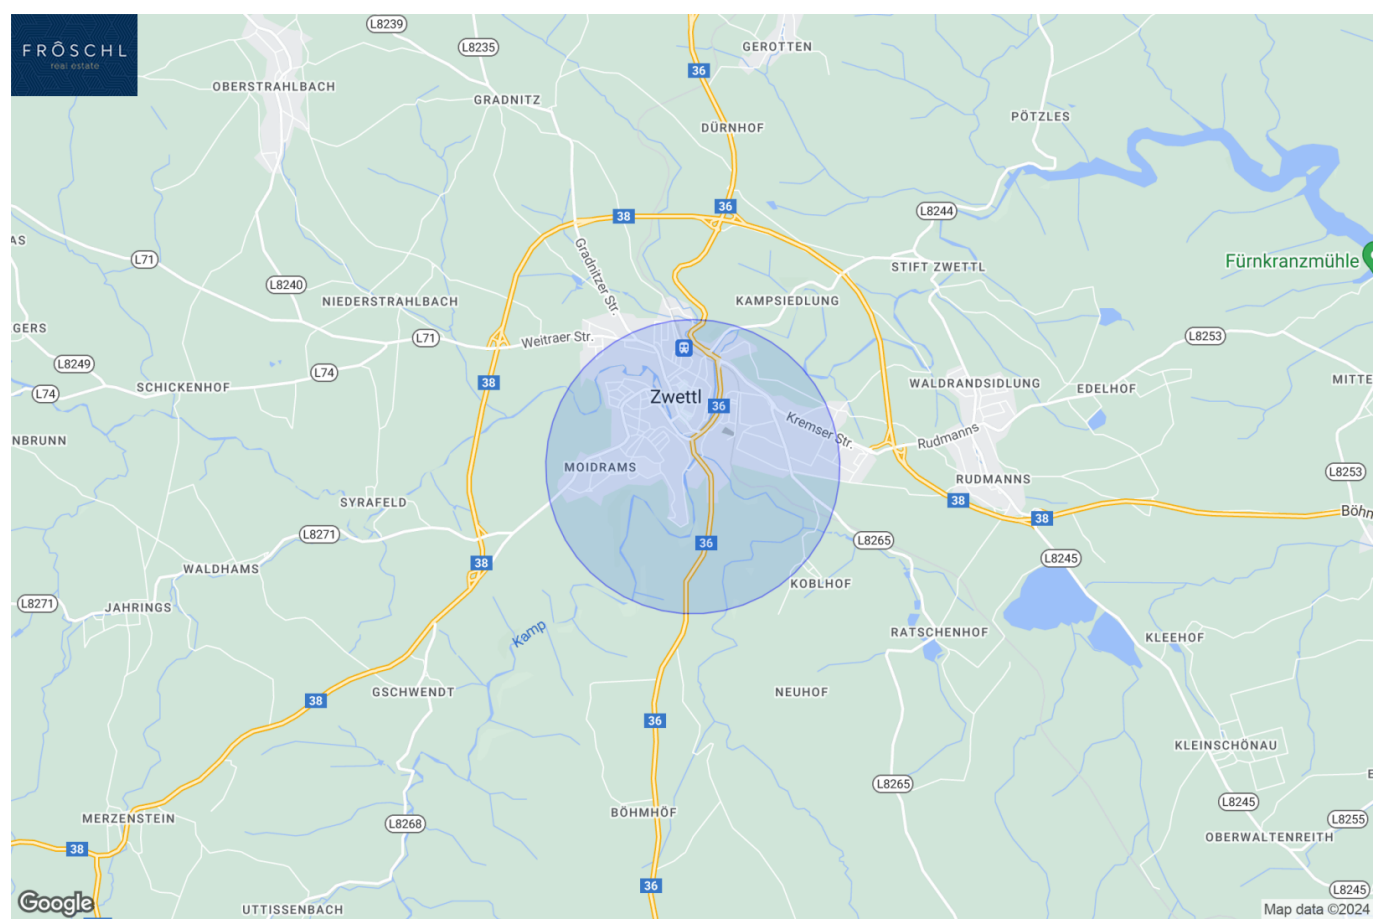 FRÖSCHL
real estate
L8239
L8235
36
GEROTTEN
OBERSTRAHLBACH
GRADNITZ
DÜRNHOF
PÖTZLES
38
36
L8244
AS
L71
Gradnitzer Str.
STIFT ZWETTL
Fürnkranzmühle
L8240
NIEDERSTRAHLBACH
KAMPSIEDLUNG
GERS
L71
Weitraer Str.
L8253
L8249
L74
38
L74
SCHICKENHOF
Zwettl
36
WALDRANDSIDLUNG
EDELHOF
MITTE
NBRUNN
Kremser Str.
Rudmanns
MOIDRAMS
L8253
RUDMANNS
SYRAFELD
38
38
Böhm
L8271
36
L8265
38
L8245
WALDHAMS
KOBLHOF
L8271
JAHRINGS
Kamp
RATSCHENHOF
KLEEHOF
GSCHWENDT
NEUHOF
38
36
KLEINSCHÖNAU
E
L8265
L8245
MERZENSTEIN
BÖHMHÖF
L8268
L8255
OBERWALTENREITH
38
36
L8245
Google
UTTISSENBACH
Map data ©2024